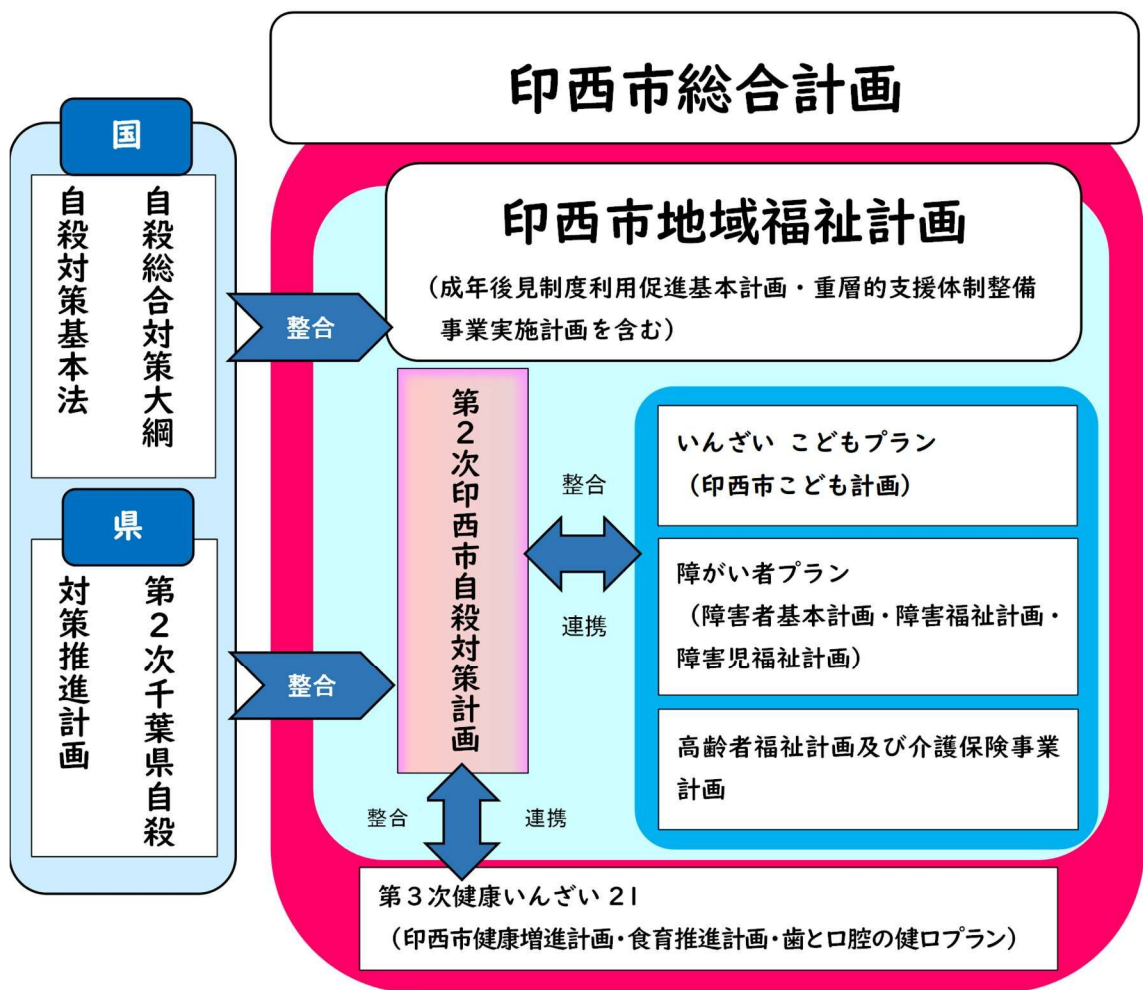 印西市総合計画
国
自殺総合対策大綱
自殺対策基本法
県
第２次千葉県自殺
対策推進計画
整合
整合
印西市地域福祉計画
（成年後見制度利用促進基本計画・重層的支援体制整備
事業実施計画を含む）
第２次印西市自殺対策計画
整合
連携
いんざい こどもプラン
（印西市こども計画）
障がい者プラン
（障害者基本計画・障害福祉計画・
障害児福祉計画）
高齢者福祉計画及び介護保険事業
計画
整合
連携
第３次健康いんざい 21
（印西市健康増進計画・食育推進計画・歯と口腔の健口プラン）